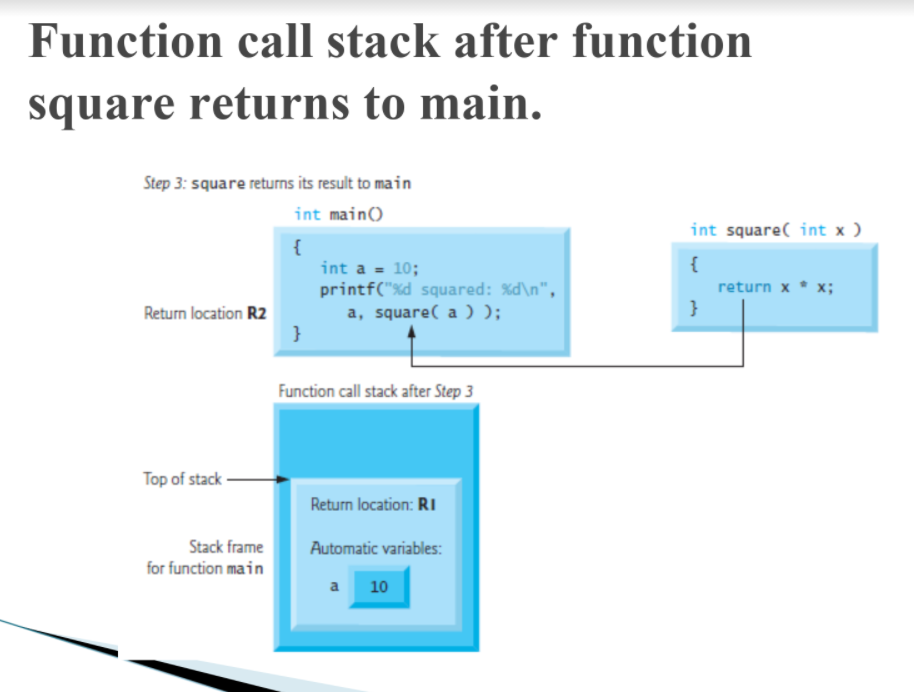 Function call stack after function
square returns to main.
Step 3: square returns its result to main
int main()
{
int a = 10;
printf("%d squared: %d\n",
a, square( a ) );
}
Return location R2
int square( int x )
{
return x * x;
}
Function call stack after Step 3
Top of stack
Return location: R1
Stack frame
for function main
Automatic variables:
a 10